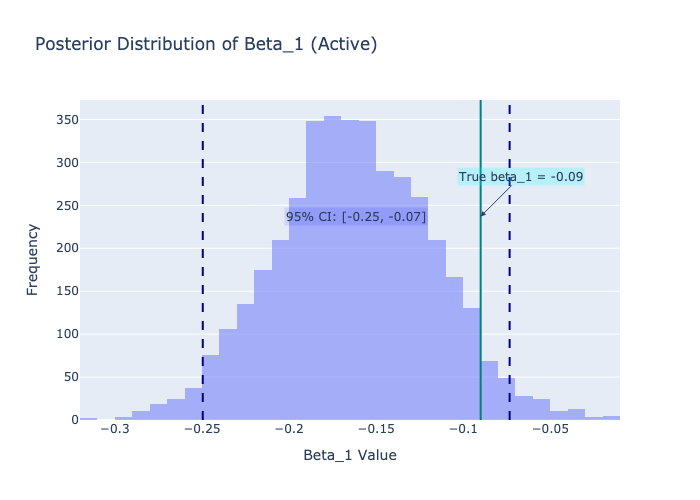 Posterior Distribution of Beta_1 (Active)
350
300
250
200
150
100
50
0
Frequency
True beta_1 = -0.09
95% CI: [-0.25, -0.07]
−0.3
−0.25
−0.2
−0.15
−0.1
−0.05
Beta_1 Value